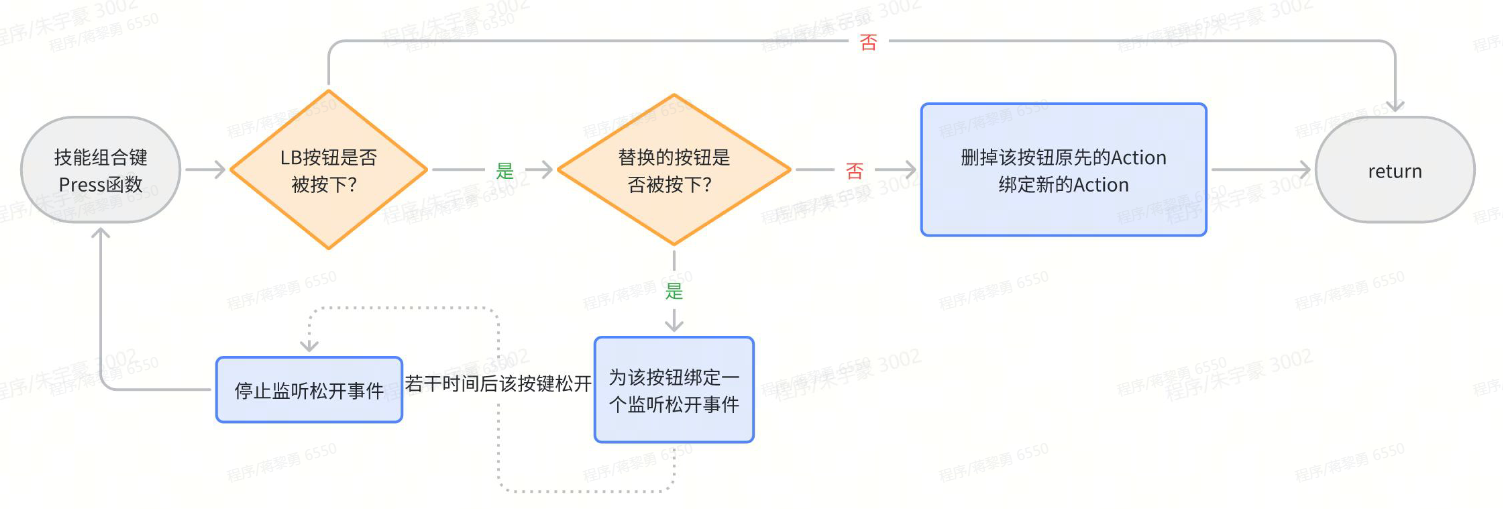 否
技能组合键
Press函数
LB按钮是否
被按下？
是
替换的按钮是
否被按下？
否
删掉该按钮原先的Action
绑定新的Action
return
是
停止监听松开事件
若干时间后该按键松开
为该按钮绑定一
个监听松开事件
程序/朱宇豪 3002
程序/蒋黎勇 6550